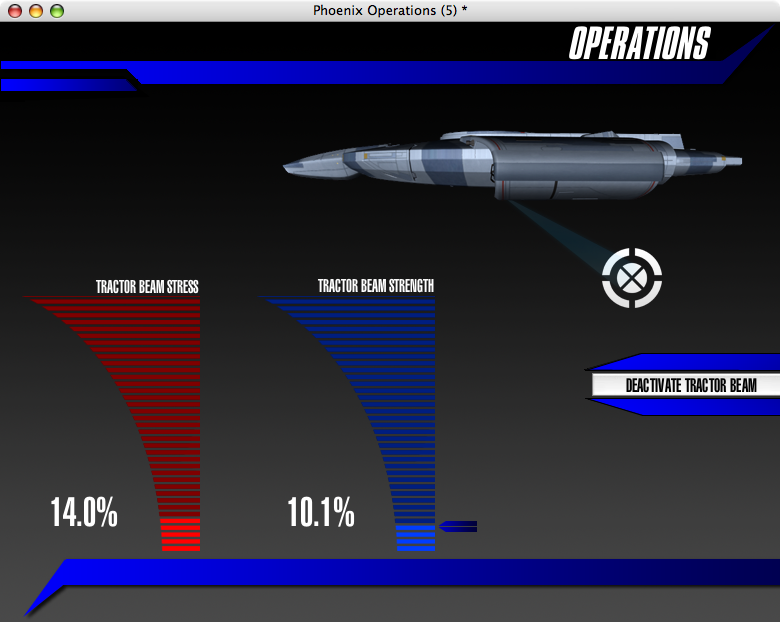 Phoenix Operations (5) *
OPERATIONS
TRACTOR BEAM STRESS
TRACTOR BEAM STRENGTH
DEACTIVATE TRACTOR BEAM
14.0%
10.1%